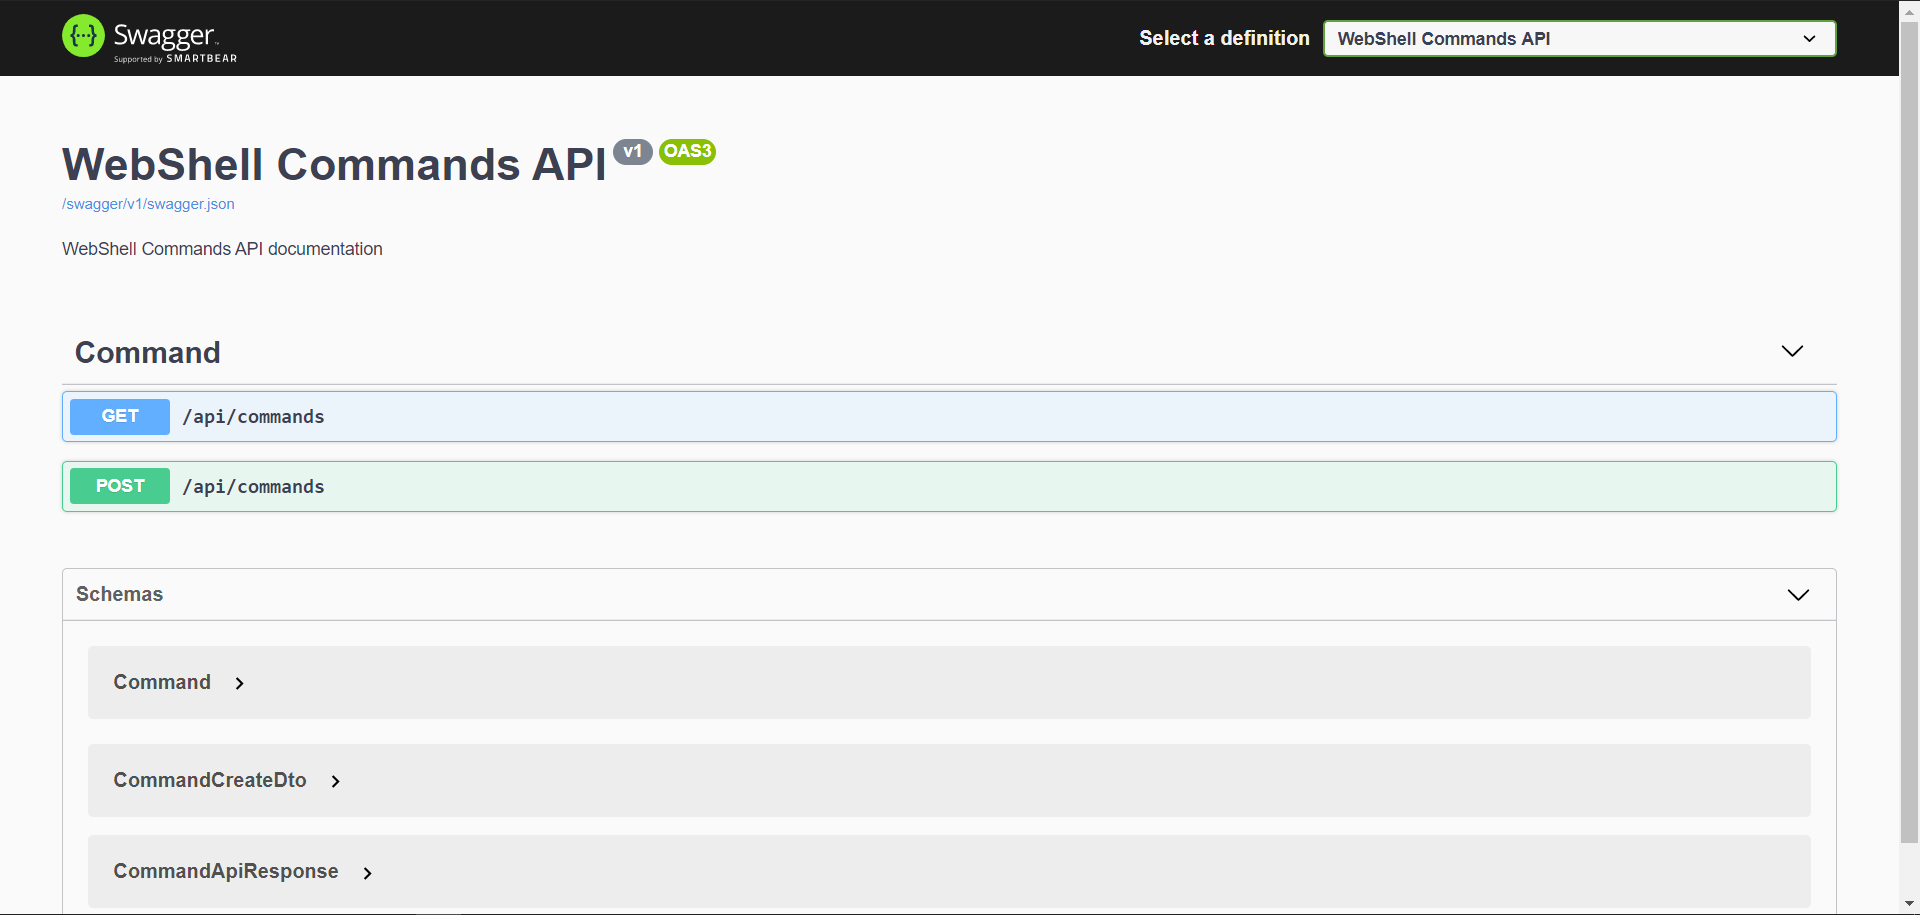 Swagger
Supported by SMARTBEAR
Select a definition
WebShell Commands API
WebShell Commands API v1 OAS3
/swagger/v1/swagger.json
WebShell Commands API documentation
Command
GET /api/commands
POST /api/commands
Schemas
Command
CommandCreateDto
CommandApiResponse